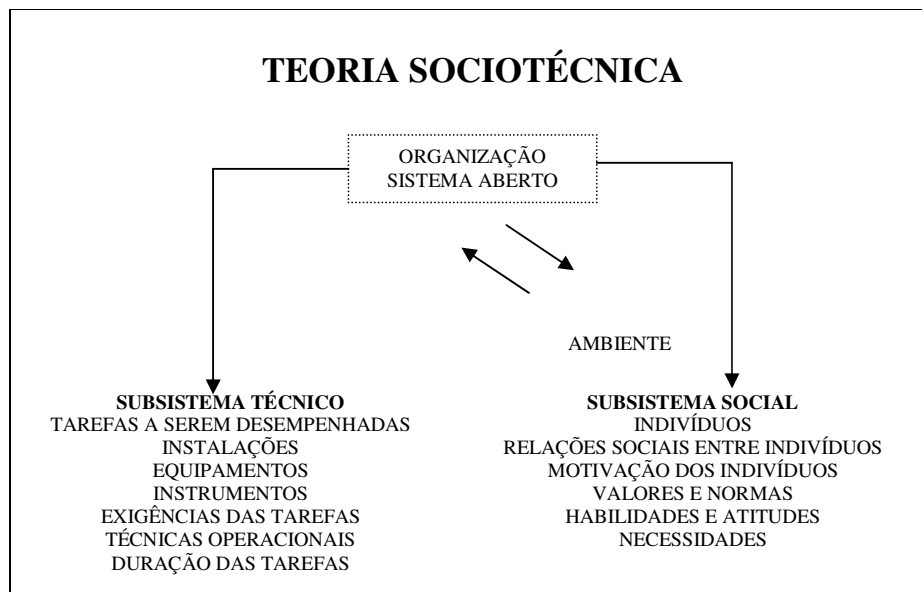 TEORIA SOCIOTÉCNICA
ORGANIZAÇÃO
SISTEMA ABERTO
AMBIENTE
SUBSISTEMA TÉCNICO
TAREFAS A SEREM DESEMPENHADAS
INSTALAÇÕES
EQUIPAMENTOS
INSTRUMENTOS
EXIGÊNCIAS DAS TAREFAS
TÉCNICAS OPERACIONAIS
DURAÇÃO DAS TAREFAS
SUBSISTEMA SOCIAL
INDIVÍDUOS
RELAÇÕES SOCIAIS ENTRE INDIVÍDUOS
MOTIVAÇÃO DOS INDIVÍDUOS
VALORES E NORMAS
HABILIDADES E ATITUDES
NECESSIDADES